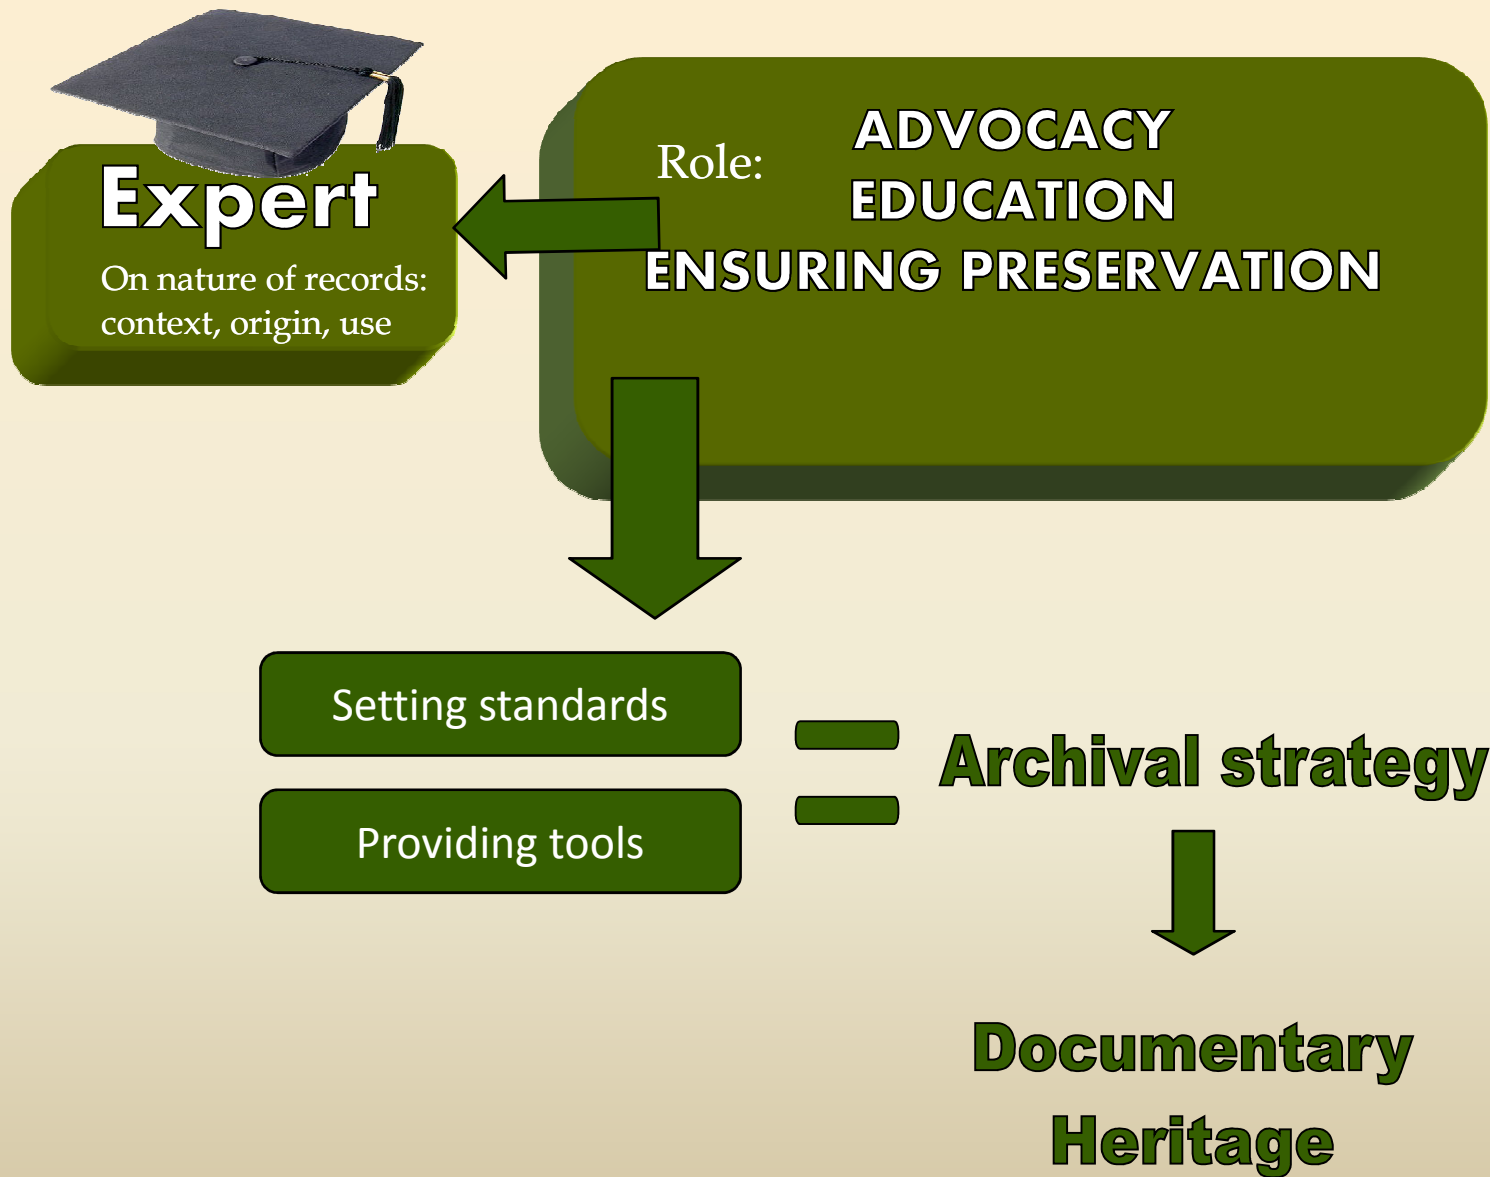 Expert
On nature of records:
context, origin, use
Role:
ADVOCACY
EDUCATION
ENSURING PRESERVATION
Setting standards
Providing tools
Archival strategy
Documentary
Heritage